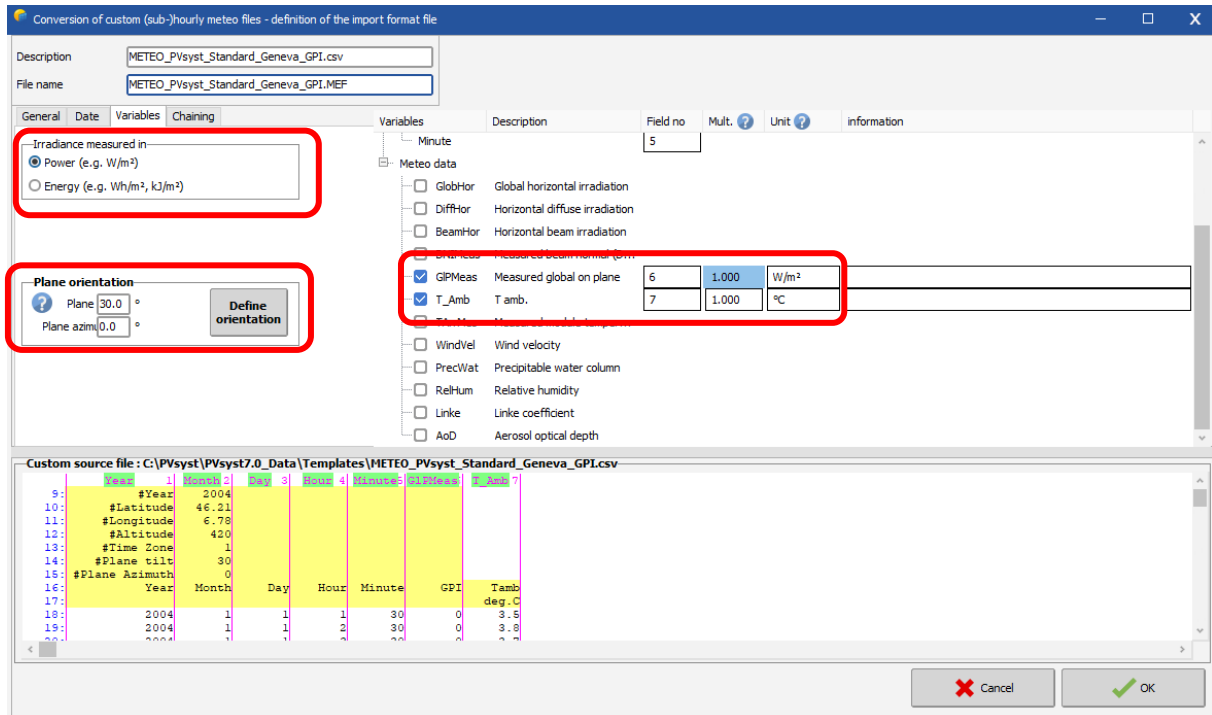 Conversion of custom (sub-)hourly meteo files - definition of the import format file
Description METEO_PVsyst_Standard_Geneva_GPI.csv
File name METEO_PVsyst_Standard_Geneva_GPI.MEF
General Date Variables Chaining
Irradiance measured in
Power (e.g. W/m²)
Energy (e.g. Wh/m², kJ/m²)
Plane orientation
Plane 30.0 °
Plane azimu 0.0 °
Define
orientation
Variables Description Field no Mult. Unit information
Minute 5
Meteo data
GlobHor Global horizontal irradiation
DiffHor Horizontal diffuse irradiation
BeamHor Horizontal beam irradiation
GlPMeas Measured global on plane 6 1.000 W/m²
T_Amb T amb. 7 1.000 °C
WindVel Wind velocity
PrecWat Precipitable water column
RelHum Relative humidity
Linke Linke coefficient
AoD Aerosol optical depth
Custom source file : C:\PVsyst\PVsyst7.0_Data\Templates\METEO_PVsyst_Standard_Geneva_GPI.csv
Year 1 Month 2 Day 3 Hour 4 Minute 5 GlPMeas T_Amb 7
9: #Year 2004
10: #Latitude 46.21
11: #Longitude 6.78
12: #Altitude 420
13: #Time Zone 1
14: #Plane tilt 30
15: #Plane Azimuth 0
16: Year Month Day Hour Minute GPI Tamb
17: deg.C
18: 2004 1 1 1 30 0 3.5
19: 2004 1 1 2 30 0 3.8
Cancel
OK